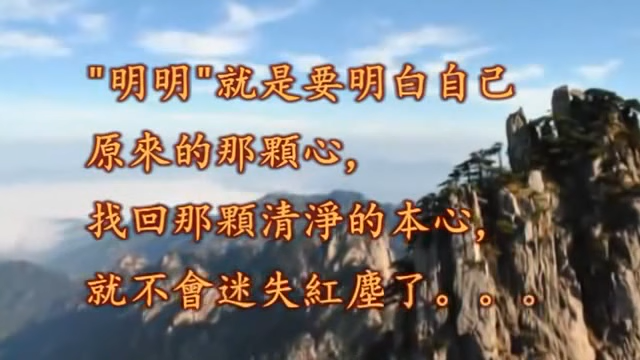 "明明"就是要明白自己
原來的那顆心,
找回那顆清淨的本心,
就不會迷失紅塵了。。。